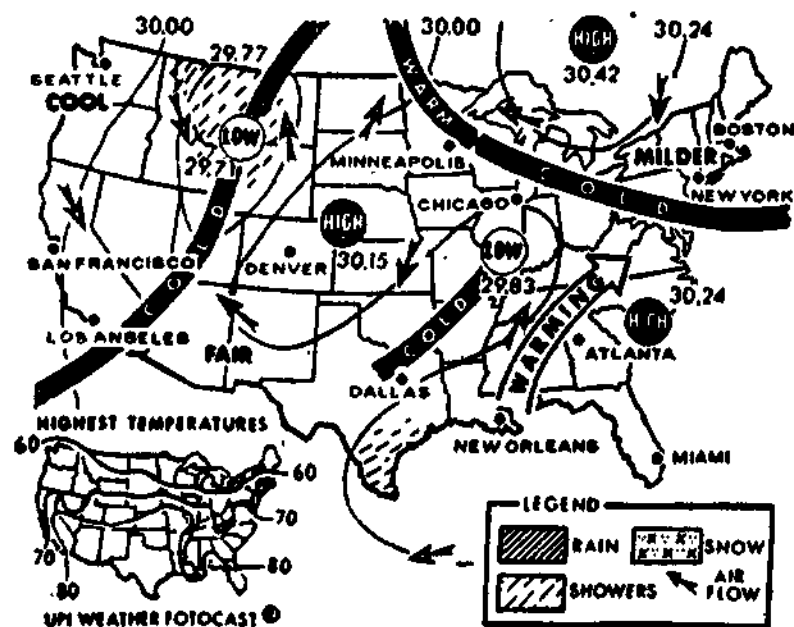 30.00
30.00
30.24
29.77
HIGH
30.42
SEATTLE
COOL
WARM
LOW
BOSTON
MINNEAPOLIS
MILDER
29.71
COLD
NEW YORK
CHICAGO
COLD
HIGH
LOW
SAN FRANCISCO
DENVER
30.15
29.83
30.24
WARMING
COLD
HIGH
LOS ANGELES
FAIR
ATLANTA
DALLAS
HIGHEST TEMPERATURES
NEW ORLEANS
MIAMI
60
60
70
70
80
80
LEGEND
RAIN
SNOW
SHOWERS
AIR
FLOW
UPI WEATHER FOTOCAST ©